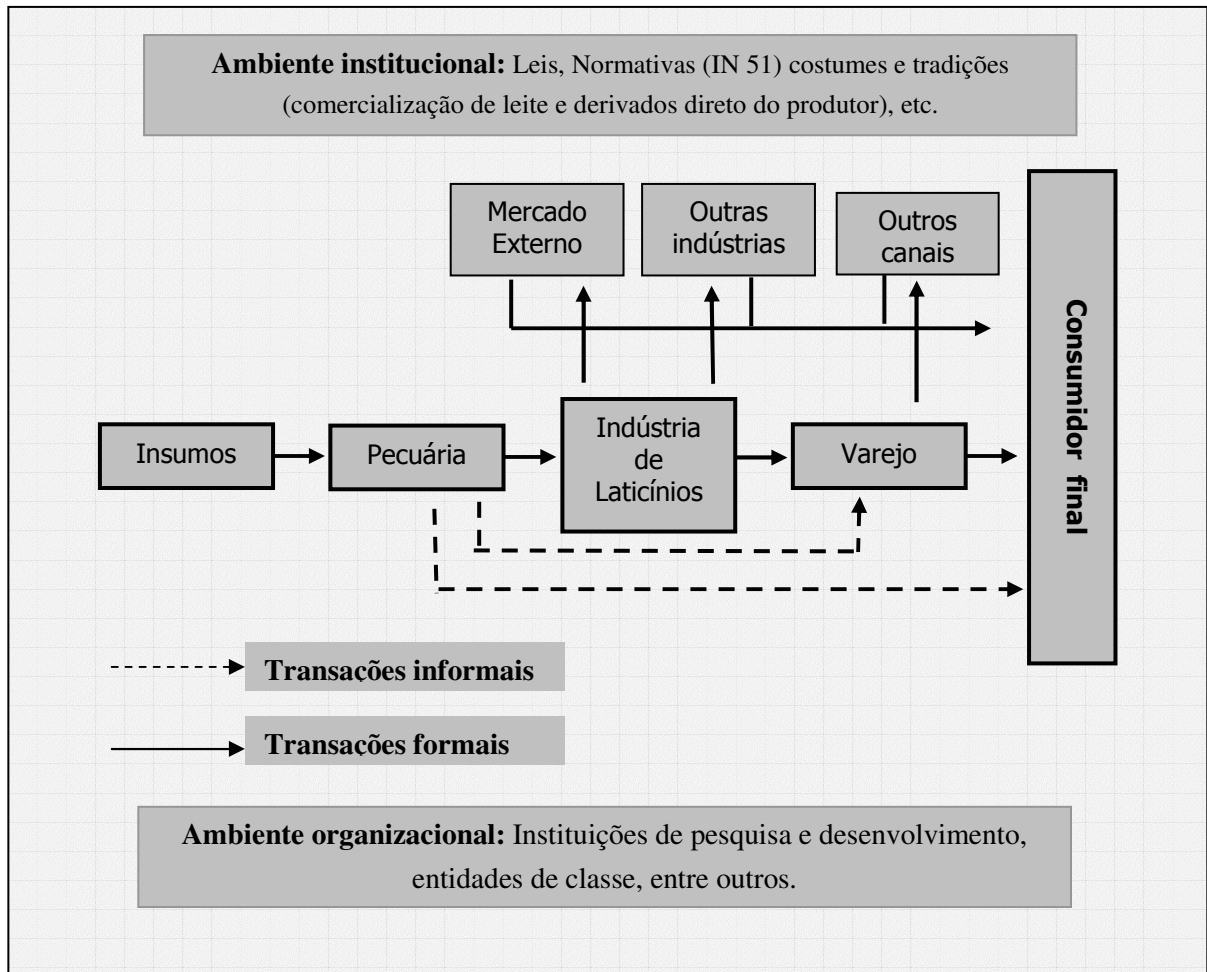 Ambiente institucional: Leis, Normativas (IN 51) costumes e tradições
(comercialização de leite e derivados direto do produtor), etc.
Mercado
Externo
Outras
indústrias
Outros
canais
Consumidor final
Insumos
Pecuária
Indústria
de
Laticínios
Varejo
Transações informais
Transações formais
Ambiente organizacional: Instituições de pesquisa e desenvolvimento,
entidades de classe, entre outros.